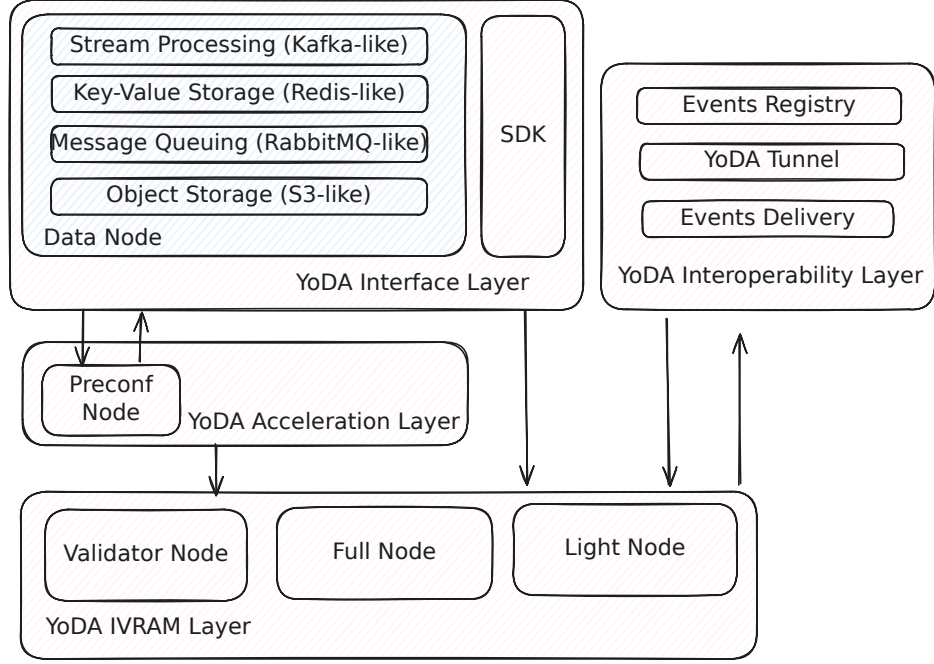 Stream Processing (Kafka-like)
Key-Value Storage (Redis-like)
Message Queuing (RabbitMQ-like)
Object Storage (S3-like)
Data Node
SDK
YoDA Interface Layer
Events Registry
YoDA Tunnel
Events Delivery
YoDA Interoperability Layer
Preconf
Node
YoDA Acceleration Layer
Validator Node
Full Node
Light Node
YoDA IVRAM Layer